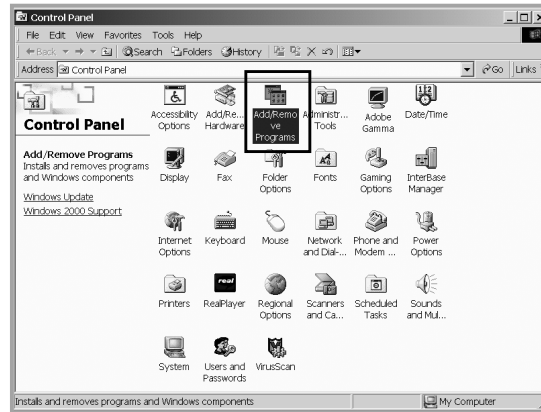 Control Panel
File Edit View Favorites Tools Help
Back Search Folders History
Address Control Panel Go Links
Control Panel
Add/Remove Programs
Installs and removes programs
and Windows components
Windows Update
Windows 2000 Support
Accessibility
Options
Add/Re...
Hardware
Add/Remo
ve
Programs
Administr...
Tools
Adobe
Gamma
Date/Time
Display
Fax
Folder
Options
Fonts
Gaming
Options
InterBase
Manager
Internet
Options
Keyboard
Mouse
Network
and Dial-...
Phone and
Modem ...
Power
Options
Printers
real
RealPlayer
Regional
Options
Scanners
and Ca...
Scheduled
Tasks
Sounds
and Mul...
System
Users and
Passwords
VirusScan
Installs and removes programs and Windows components
My Computer